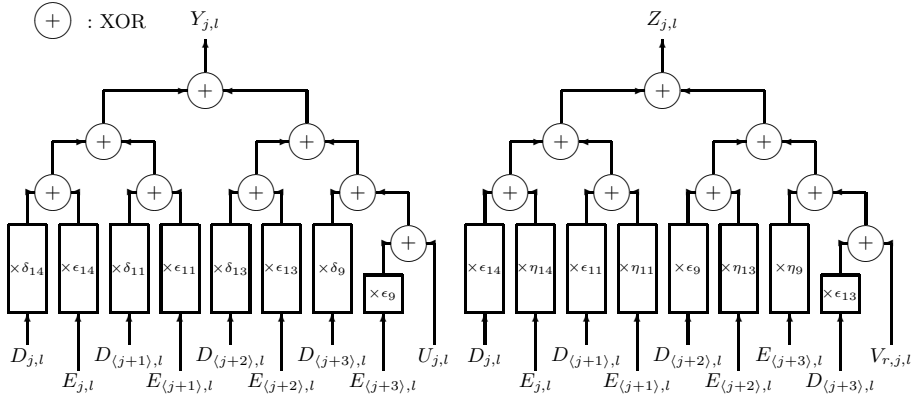 + : XOR
Y_{j,l} Z_{j,l}
+ +
+ + + +
+ + + + + + + +
+ +
×δ_{14} ×ϵ_{14} ×δ_{11} ×ϵ_{11} ×δ_{13} ×ϵ_{13} ×δ_9 ×ϵ_{14} ×η_{14} ×ϵ_{11} ×η_{11} ×ϵ_9 ×η_{13} ×η_9
×ϵ_9 ×ϵ_{13}
D_{j,l} D_{⟨j+1⟩,l} D_{⟨j+2⟩,l} D_{⟨j+3⟩,l} U_{j,l} D_{j,l} D_{⟨j+1⟩,l} D_{⟨j+2⟩,l} E_{⟨j+3⟩,l} V_{r,j,l}
E_{j,l} E_{⟨j+1⟩,l} E_{⟨j+2⟩,l} E_{⟨j+3⟩,l} E_{j,l} E_{⟨j+1⟩,l} E_{⟨j+2⟩,l} D_{⟨j+3⟩,l}